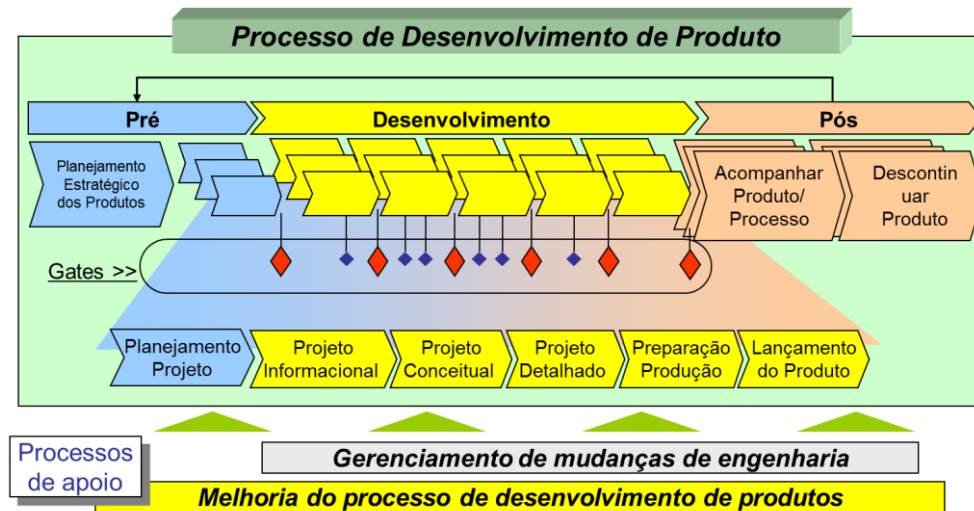 Processo de Desenvolvimento de Produto
Pré
Desenvolvimento
Pós
Planejamento
Estratégico
dos Produtos
Acompanhar
Produto/
Processo
Descontin
uar
Produto
Gates >>
Planejamento
Projeto
Projeto
Informacional
Projeto
Conceitual
Projeto
Detalhado
Preparação
Produção
Lançamento
do Produto
Processos
de apoio
Gerenciamento de mudanças de engenharia
Melhoria do processo de desenvolvimento de produtos